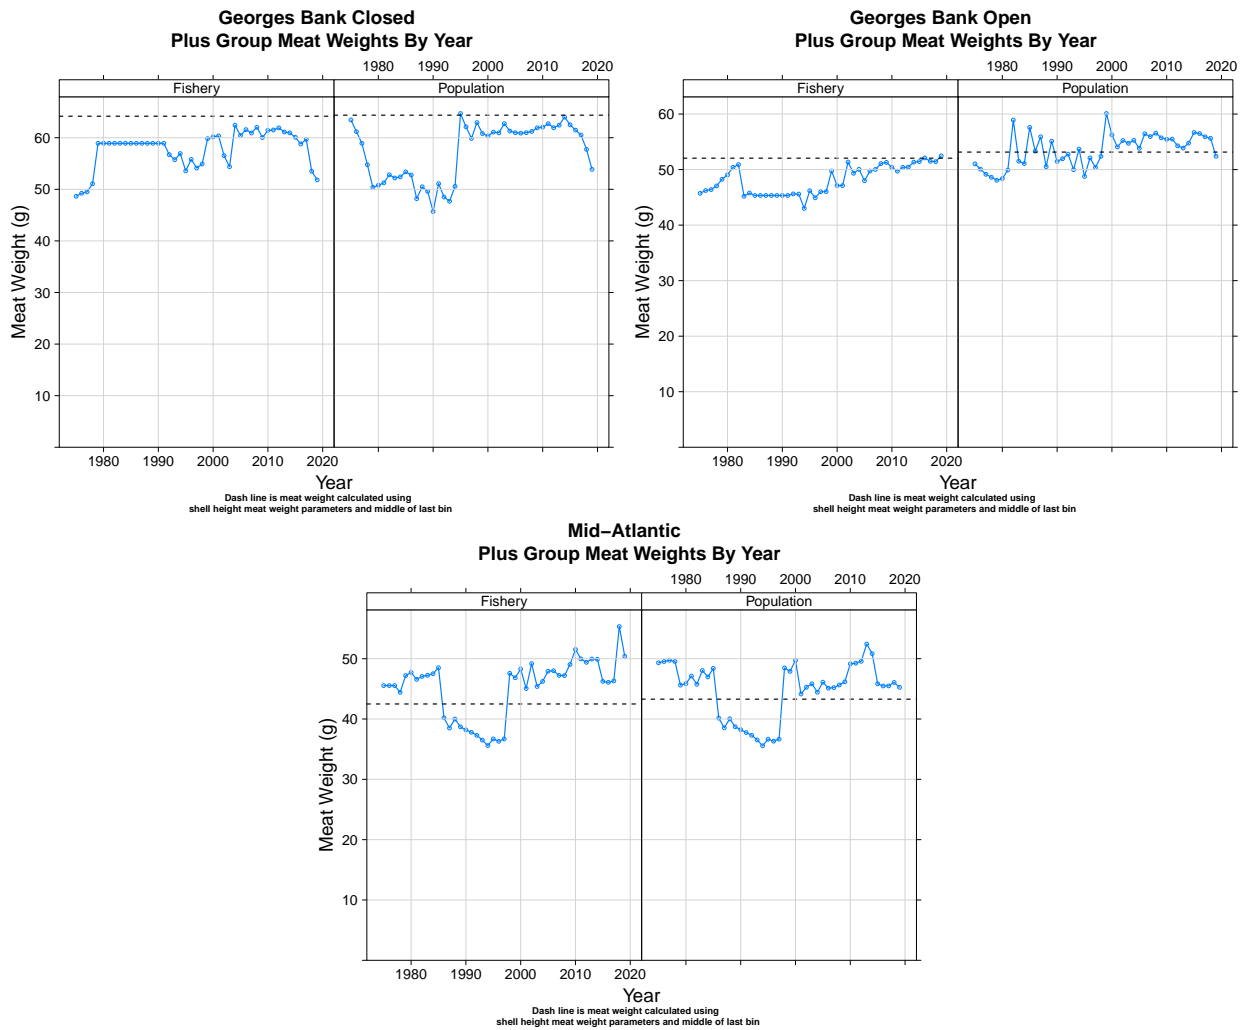 Georges Bank Closed
Plus Group Meat Weights By Year
1980 1990 2000 2010 2020
Fishery Population
60
50
40
30
20
10
Meat Weight (g)
1980 1990 2000 2010 2020
Year
Dash line is meat weight calculated using
shell height meat weight parameters and middle of last bin
Georges Bank Open
Plus Group Meat Weights By Year
1980 1990 2000 2010 2020
Fishery Population
60
50
40
30
20
10
Meat Weight (g)
1980 1990 2000 2010 2020
Year
Dash line is meat weight calculated using
shell height meat weight parameters and middle of last bin
Mid−Atlantic
Plus Group Meat Weights By Year
1980 1990 2000 2010 2020
Fishery Population
50
40
30
20
10
Meat Weight (g)
1980 1990 2000 2010 2020
Year
Dash line is meat weight calculated using
shell height meat weight parameters and middle of last bin